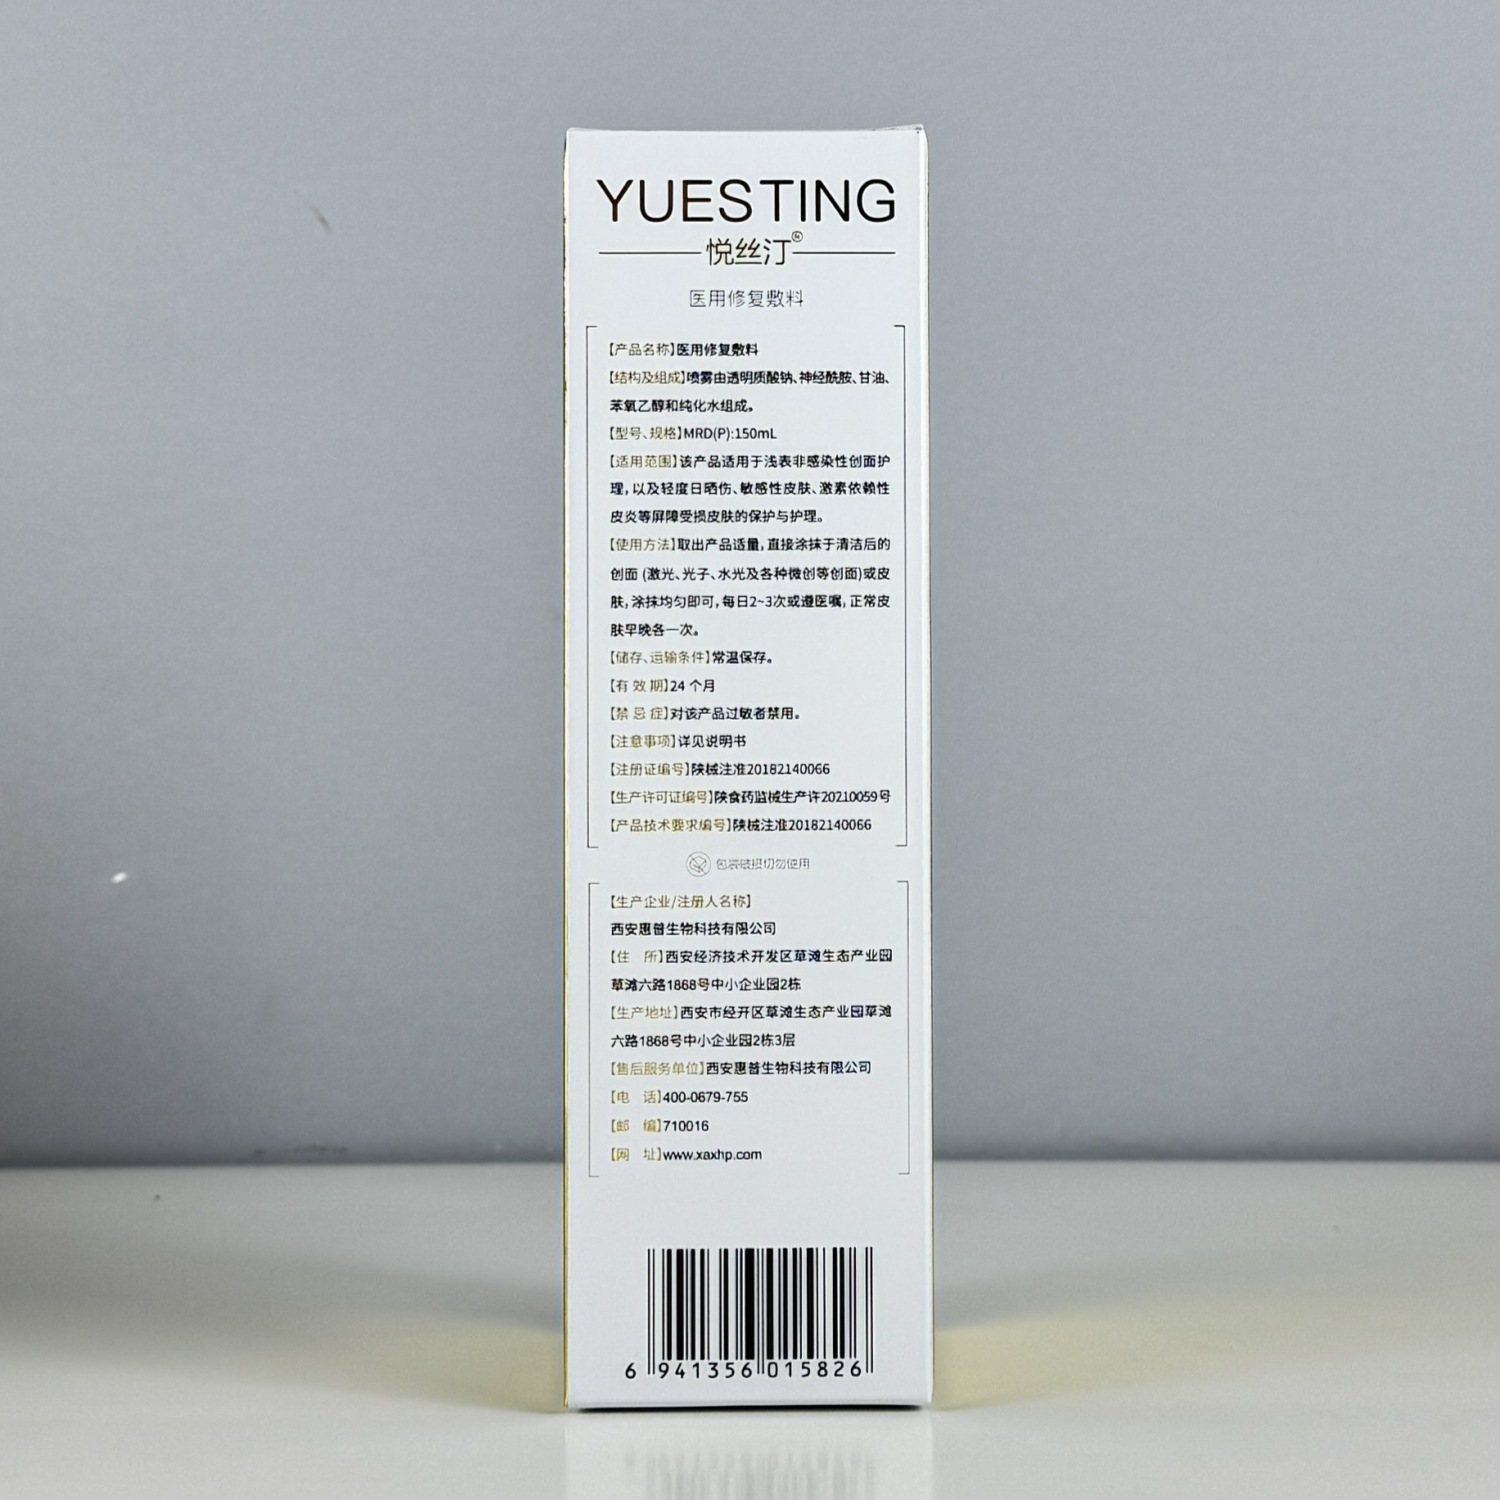 YUESTING
悦丝汀®
医用修复敷料
【产品名称】医用修复敷料
【结构及组成】喷雾由透明质酸钠、神经酰胺、甘油、
苯氧乙醇和纯化水组成。
【型号、规格】MRD(P):150mL
【适用范围】该产品适用于浅表非感染性创面护
理,以及轻度日晒伤、敏感性皮肤、激素依赖性
皮炎等屏障受损皮肤的保护与护理。
【使用方法】取出产品适量,直接涂抹于清洁后的
创面 (激光、光子、水光及各种微创等创面)或皮
肤,涂抹均匀即可,每日2~3次或遵医嘱,正常皮
肤早晚各一次。
【储存、运输条件】常温保存。
【有 效 期】24 个月
【禁 忌 症】对该产品过敏者禁用。
【注意事项】详见说明书
【注册证编号】陕械注准20182140066
【生产许可证编号】陕食药监械生产许20210059号
【产品技术要求编号】陕械注准20182140066
包装破损切勿使用
【生产企业/注册人名称】
西安惠普生物科技有限公司
【住　所】西安经济技术开发区草滩生态产业园
草滩六路1868号中小企业园2栋
【生产地址】西安市经开区草滩生态产业园草滩
六路1868号中小企业园2栋3层
【售后服务单位】西安惠普生物科技有限公司
【电　话】400-0679-755
【邮　编】710016
【网　址】www.xaxhp.com
6 941356 015826